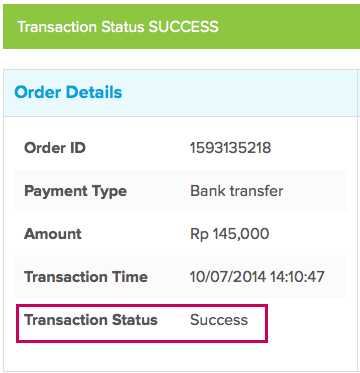 Transaction Status SUCCESS
Order Details
Order ID 1593135218
Payment Type Bank transfer
Amount Rp 145,000
Transaction Time 10/07/2014 14:10:47
Transaction Status Success